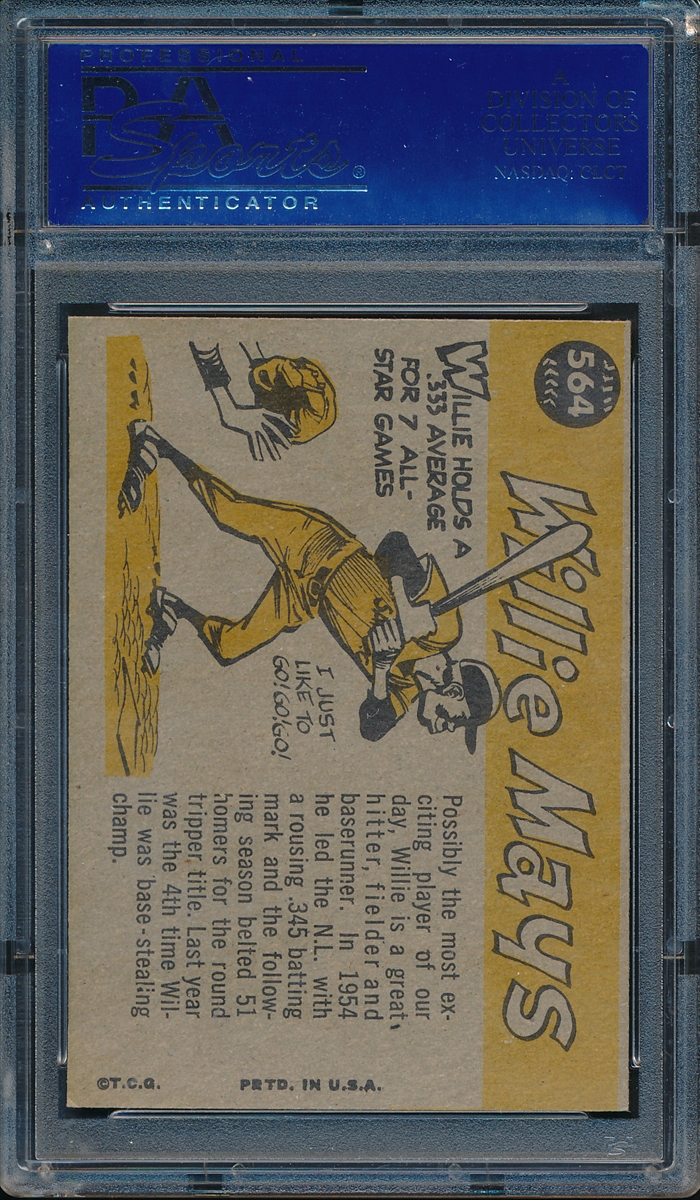 PROFESSIONAL
PSA
Sports®
AUTHENTICATOR
A
DIVISION OF
COLLECTORS
UNIVERSE
NASDAQ: CLCT
564
Willie Mays
WILLIE HOLDS A
.333 AVERAGE
FOR 7 ALL-
STAR GAMES
I JUST
LIKE TO
GO! GO! GO!
Possibly the most ex-
citing player of our
day, Willie is a great
hitter, fielder and
baserunner. In 1954
he led the N.L. with
a rousing .345 batting
mark and the follow-
ing season belted 51
homers for the round
tripper title. Last year
was the 4th time Wil-
lie was base-stealing
champ.
©T.C.G.
PRTD. IN U.S.A.